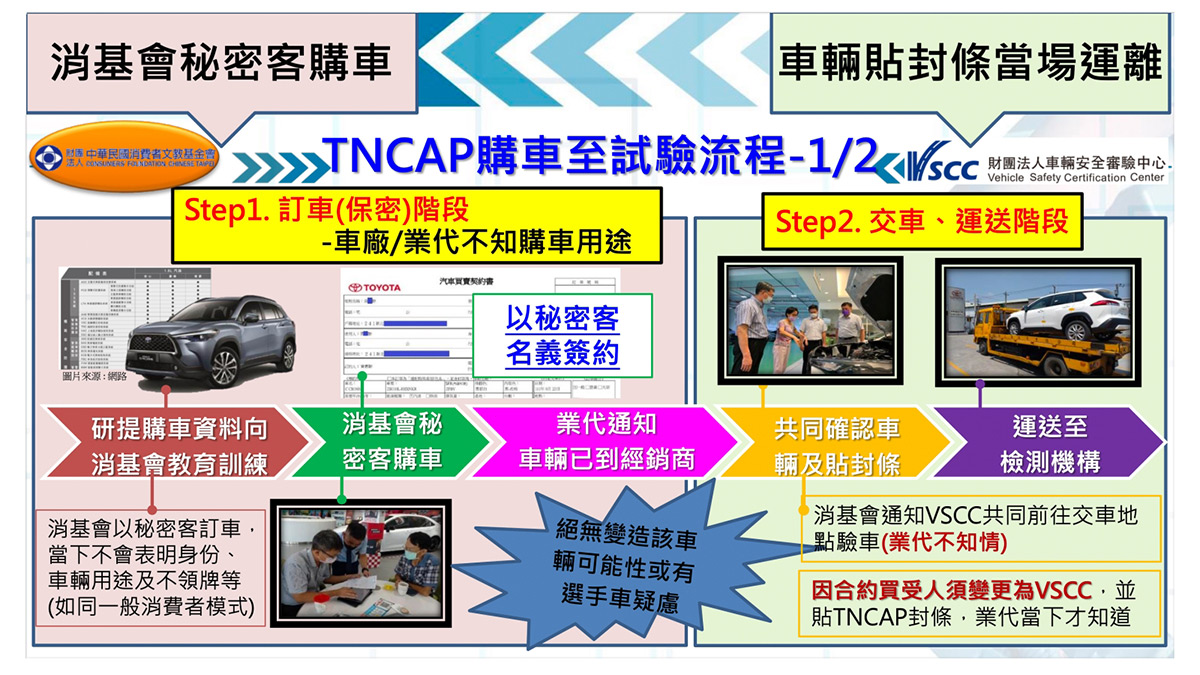 消基會秘密客購車
車輛貼封條當場運離
財團法人 中華民國消費者文教基金會
CONSUMERS' FOUNDATION CHINESE TAIPEI
TNCAP購車至試驗流程-1/2
VSCC 財團法人車輛安全審驗中心
Vehicle Safety Certification Center
Step1. 訂車(保密)階段
-車廠/業代不知購車用途
Step2. 交車、運送階段
配備表
圖片來源:網路
TOYOTA
汽車買賣契約書
以秘密客
名義簽約
研提購車資料向
消基會教育訓練
消基會秘
密客購車
業代通知
車輛已到經銷商
共同確認車
輛及貼封條
運送至
檢測機構
消基會以秘密客訂車，
當下不會表明身份、
車輛用途及不領牌等
(如同一般消費者模式)
絕無變造該車
輛可能性或有
選手車疑慮
消基會通知VSCC共同前往交車地
點驗車(業代不知情)
因合約買受人須變更為VSCC，並
貼TNCAP封條，業代當下才知道